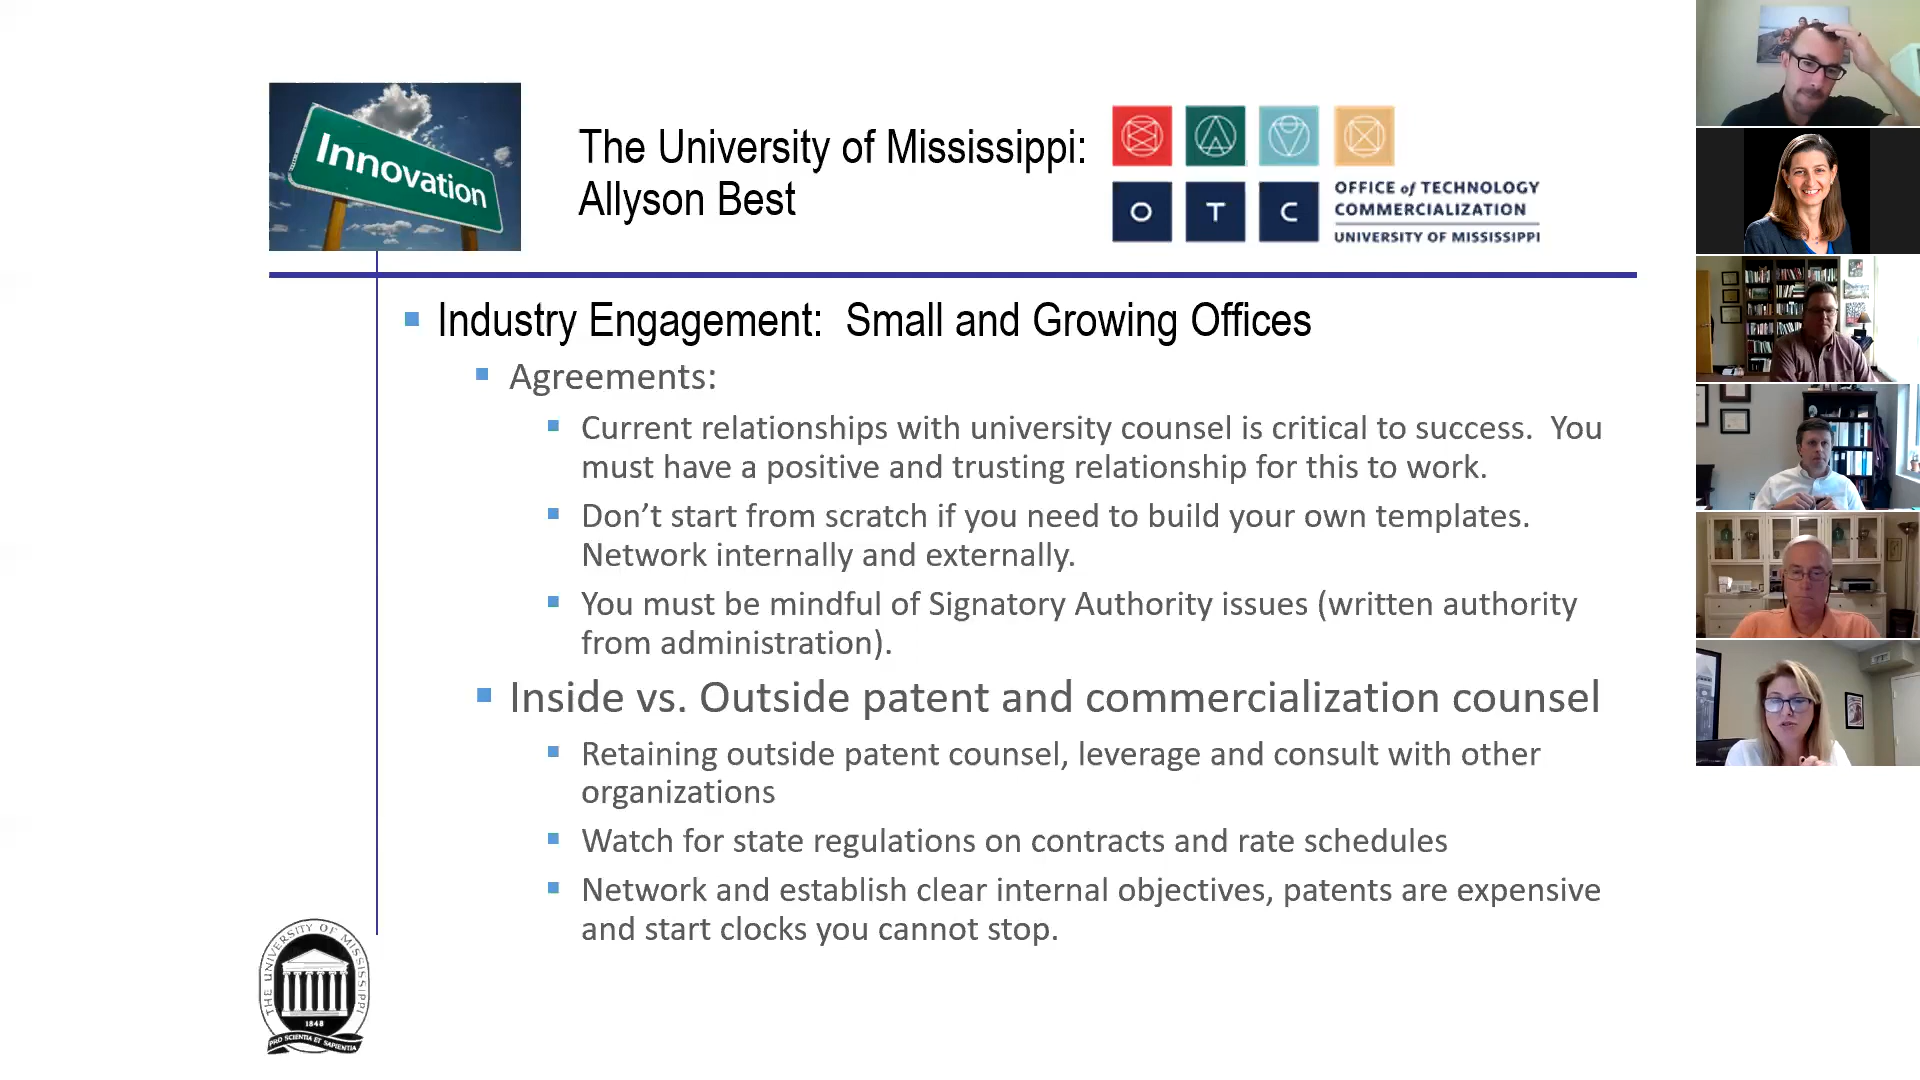 Innovation
The University of Mississippi:
Allyson Best
O T C
OFFICE of TECHNOLOGY
COMMERCIALIZATION
UNIVERSITY OF MISSISSIPPI
Industry Engagement:  Small and Growing Offices
Agreements:
Current relationships with university counsel is critical to success.  You
must have a positive and trusting relationship for this to work.
Don’t start from scratch if you need to build your own templates.
Network internally and externally.
You must be mindful of Signatory Authority issues (written authority
from administration).
Inside vs. Outside patent and commercialization counsel
Retaining outside patent counsel, leverage and consult with other
organizations
Watch for state regulations on contracts and rate schedules
Network and establish clear internal objectives, patents are expensive
and start clocks you cannot stop.
THE UNIVERSITY OF MISSISSIPPI
1848
PRO SCIENTIA ET SAPIENTIA